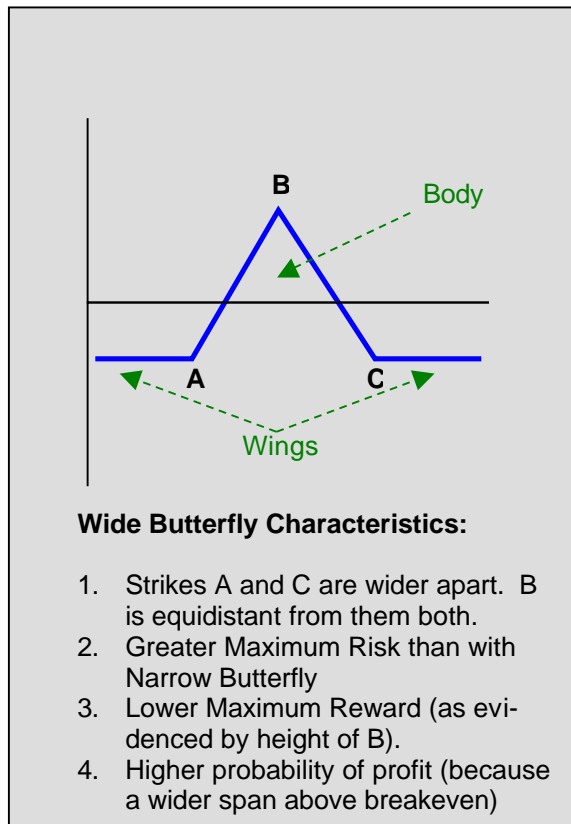 B
Body
A
C
Wings
Wide Butterfly Characteristics:
1. Strikes A and C are wider apart. B
is equidistant from them both.
2. Greater Maximum Risk than with
Narrow Butterfly
3. Lower Maximum Reward (as evi-
denced by height of B).
4. Higher probability of profit (because
a wider span above breakeven)